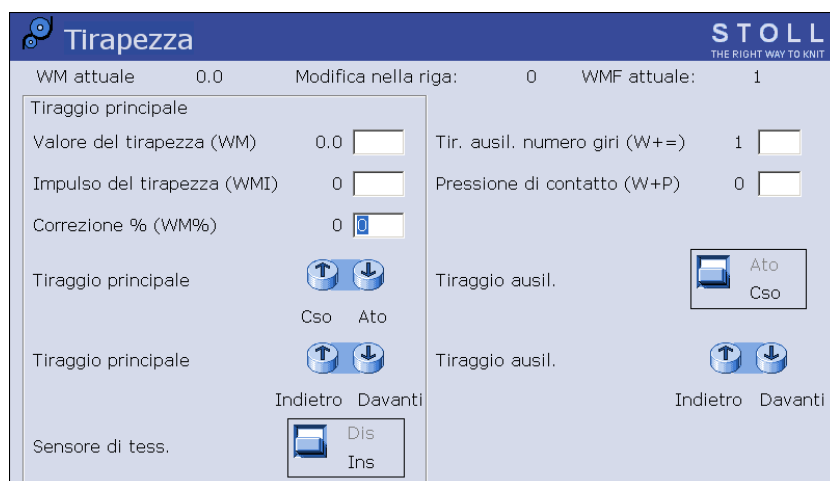 Tirapezza
STOLL
THE RIGHT WAY TO KNIT
WM attuale 0.0 Modifica nella riga: 0 WMF attuale: 1
Tiraggio principale
Valore del tirapezza (WM) 0.0 Tir. ausil. numero giri (W+=) 1
Impulso del tirapezza (WMI) 0 Pressione di contatto (W+P) 0
Correzione % (WM%) 0 0
Tiraggio principale
Cso Ato
Tiraggio ausil.
Ato
Cso
Tiraggio principale
Indietro Davanti
Tiraggio ausil.
Indietro Davanti
Sensore di tess.
Dis
Ins